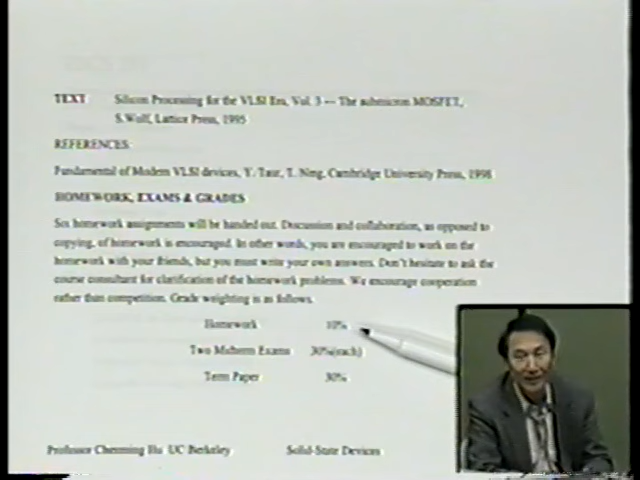 TEXT Silicon Processing for the VLSI Era, Vol. 3 --- The submicron MOSFET,
S.Wolf, Lattice Press, 1995
REFERENCES
Fundamental of Modern VLSI devices, Y. Taur, T. Ning, Cambridge University Press, 1998
HOMEWORK, EXAMS & GRADES
Six homework assignments will be handed out. Discussion and collaboration, as opposed to
copying, of homework is encouraged. In other words, you are encouraged to work on the
homework with your friends, but you must write your own answers. Don't hesitate to ask the
course consultant for clarification of the homework problems. We encourage cooperation
rather than competition. Grade weighting is as follows.
Homework 10%
Two Midterm Exams 30%(each)
Term Paper 30%
Professor Chenming Hu UC Berkeley Solid-State Devices